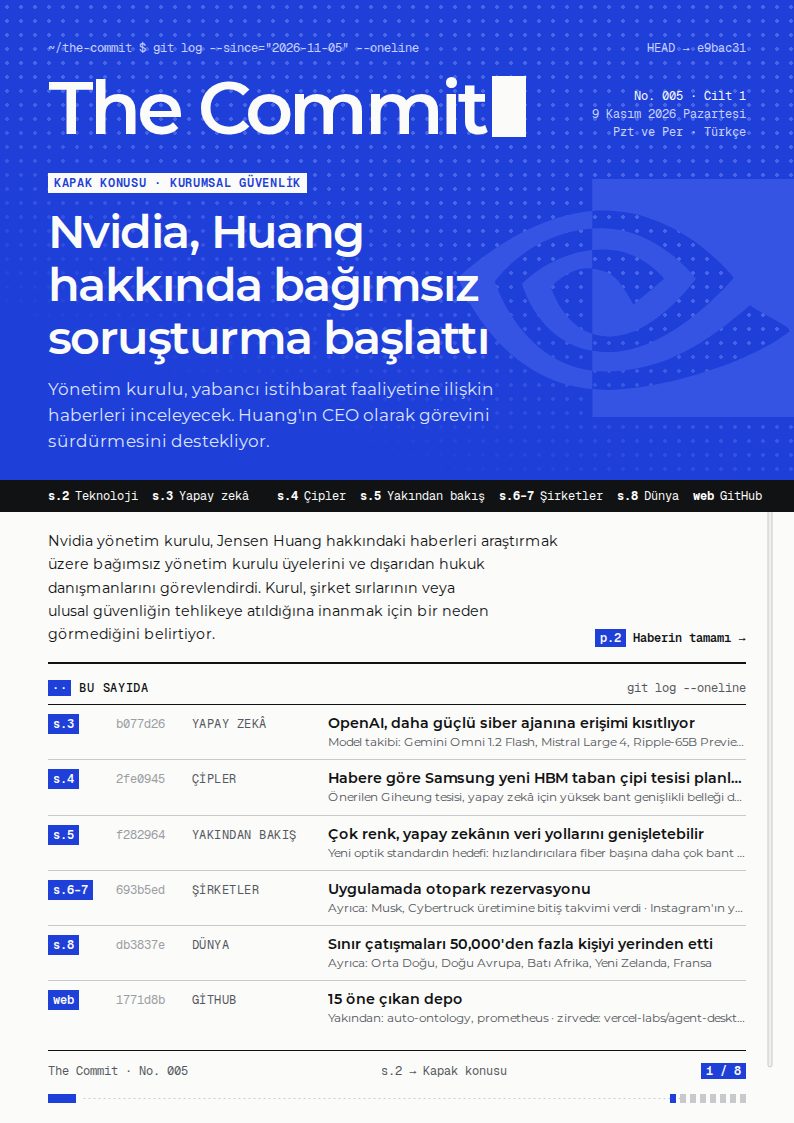 ~/the-commit $ git log --since="2026-11-05" --oneline
HEAD → e9bac31
The Commit
No. 005 · Cilt 1
9 Kasım 2026 Pazartesi
Pzt ve Per · Türkçe
KAPAK KONUSU · KURUMSAL GÜVENLİK
Nvidia, Huang
hakkında bağımsız
soruşturma başlattı
Yönetim kurulu, yabancı istihbarat faaliyetine ilişkin
haberleri inceleyecek. Huang'ın CEO olarak görevini
sürdürmesini destekliyor.
s.2 Teknoloji s.3 Yapay zekâ s.4 Çipler s.5 Yakından bakış s.6–7 Şirketler s.8 Dünya web GitHub
Nvidia yönetim kurulu, Jensen Huang hakkındaki haberleri araştırmak
üzere bağımsız yönetim kurulu üyelerini ve dışarıdan hukuk
danışmanlarını görevlendirdi. Kurul, şirket sırlarının veya
ulusal güvenliğin tehlikeye atıldığına inanmak için bir neden
görmediğini belirtiyor.
p.2 Haberin tamamı →
·· BU SAYIDA
git log --oneline
s.3 b077d26 YAPAY ZEKÂ OpenAI, daha güçlü siber ajanına erişimi kısıtlıyor
Model takibi: Gemini Omni 1.2 Flash, Mistral Large 4, Ripple-65B Previe...
s.4 2fe0945 ÇİPLER Habere göre Samsung yeni HBM taban çipi tesisi planl...
Önerilen Giheung tesisi, yapay zekâ için yüksek bant genişlikli belleği d...
s.5 f282964 YAKINDAN BAKIŞ Çok renk, yapay zekânın veri yollarını genişletebilir
Yeni optik standardın hedefi: hızlandırıcılara fiber başına daha çok bant ...
s.6–7 693b5ed ŞİRKETLER Uygulamada otopark rezervasyonu
Ayrıca: Musk, Cybertruck üretimine bitiş takvimi verdi · Instagram'ın y...
s.8 db3837e DÜNYA Sınır çatışmaları 50,000'den fazla kişiyi yerinden etti
Ayrıca: Orta Doğu, Doğu Avrupa, Batı Afrika, Yeni Zelanda, Fransa
web 1771d8b GİTHUB 15 öne çıkan depo
Yakından: auto-ontology, prometheus · zirvede: vercel-labs/agent-deskt...
The Commit · No. 005
s.2 → Kapak konusu
1 / 8